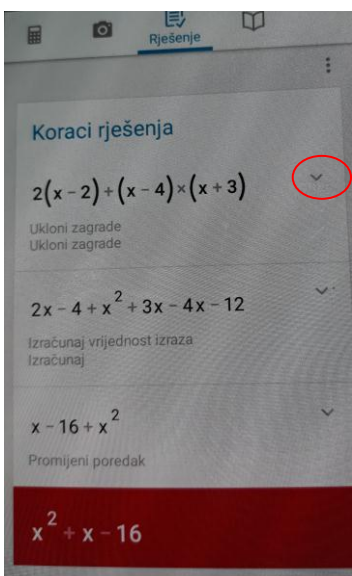 Rješenje
Koraci rješenja
2(x − 2) + (x − 4) × (x + 3)
Ukloni zagrade
Ukloni zagrade
2x − 4 + x² + 3x − 4x − 12
Izračunaj vrijednost izraza
Izračunaj
x − 16 + x²
Promijeni poredak
x² + x − 16